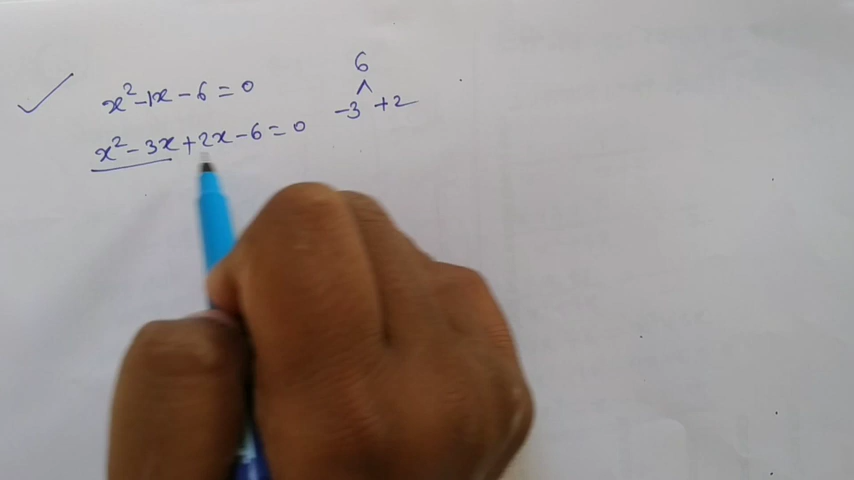 x² - 1x - 6 = 0
x² - 3x + 2x - 6 = 0
6
-3 +2